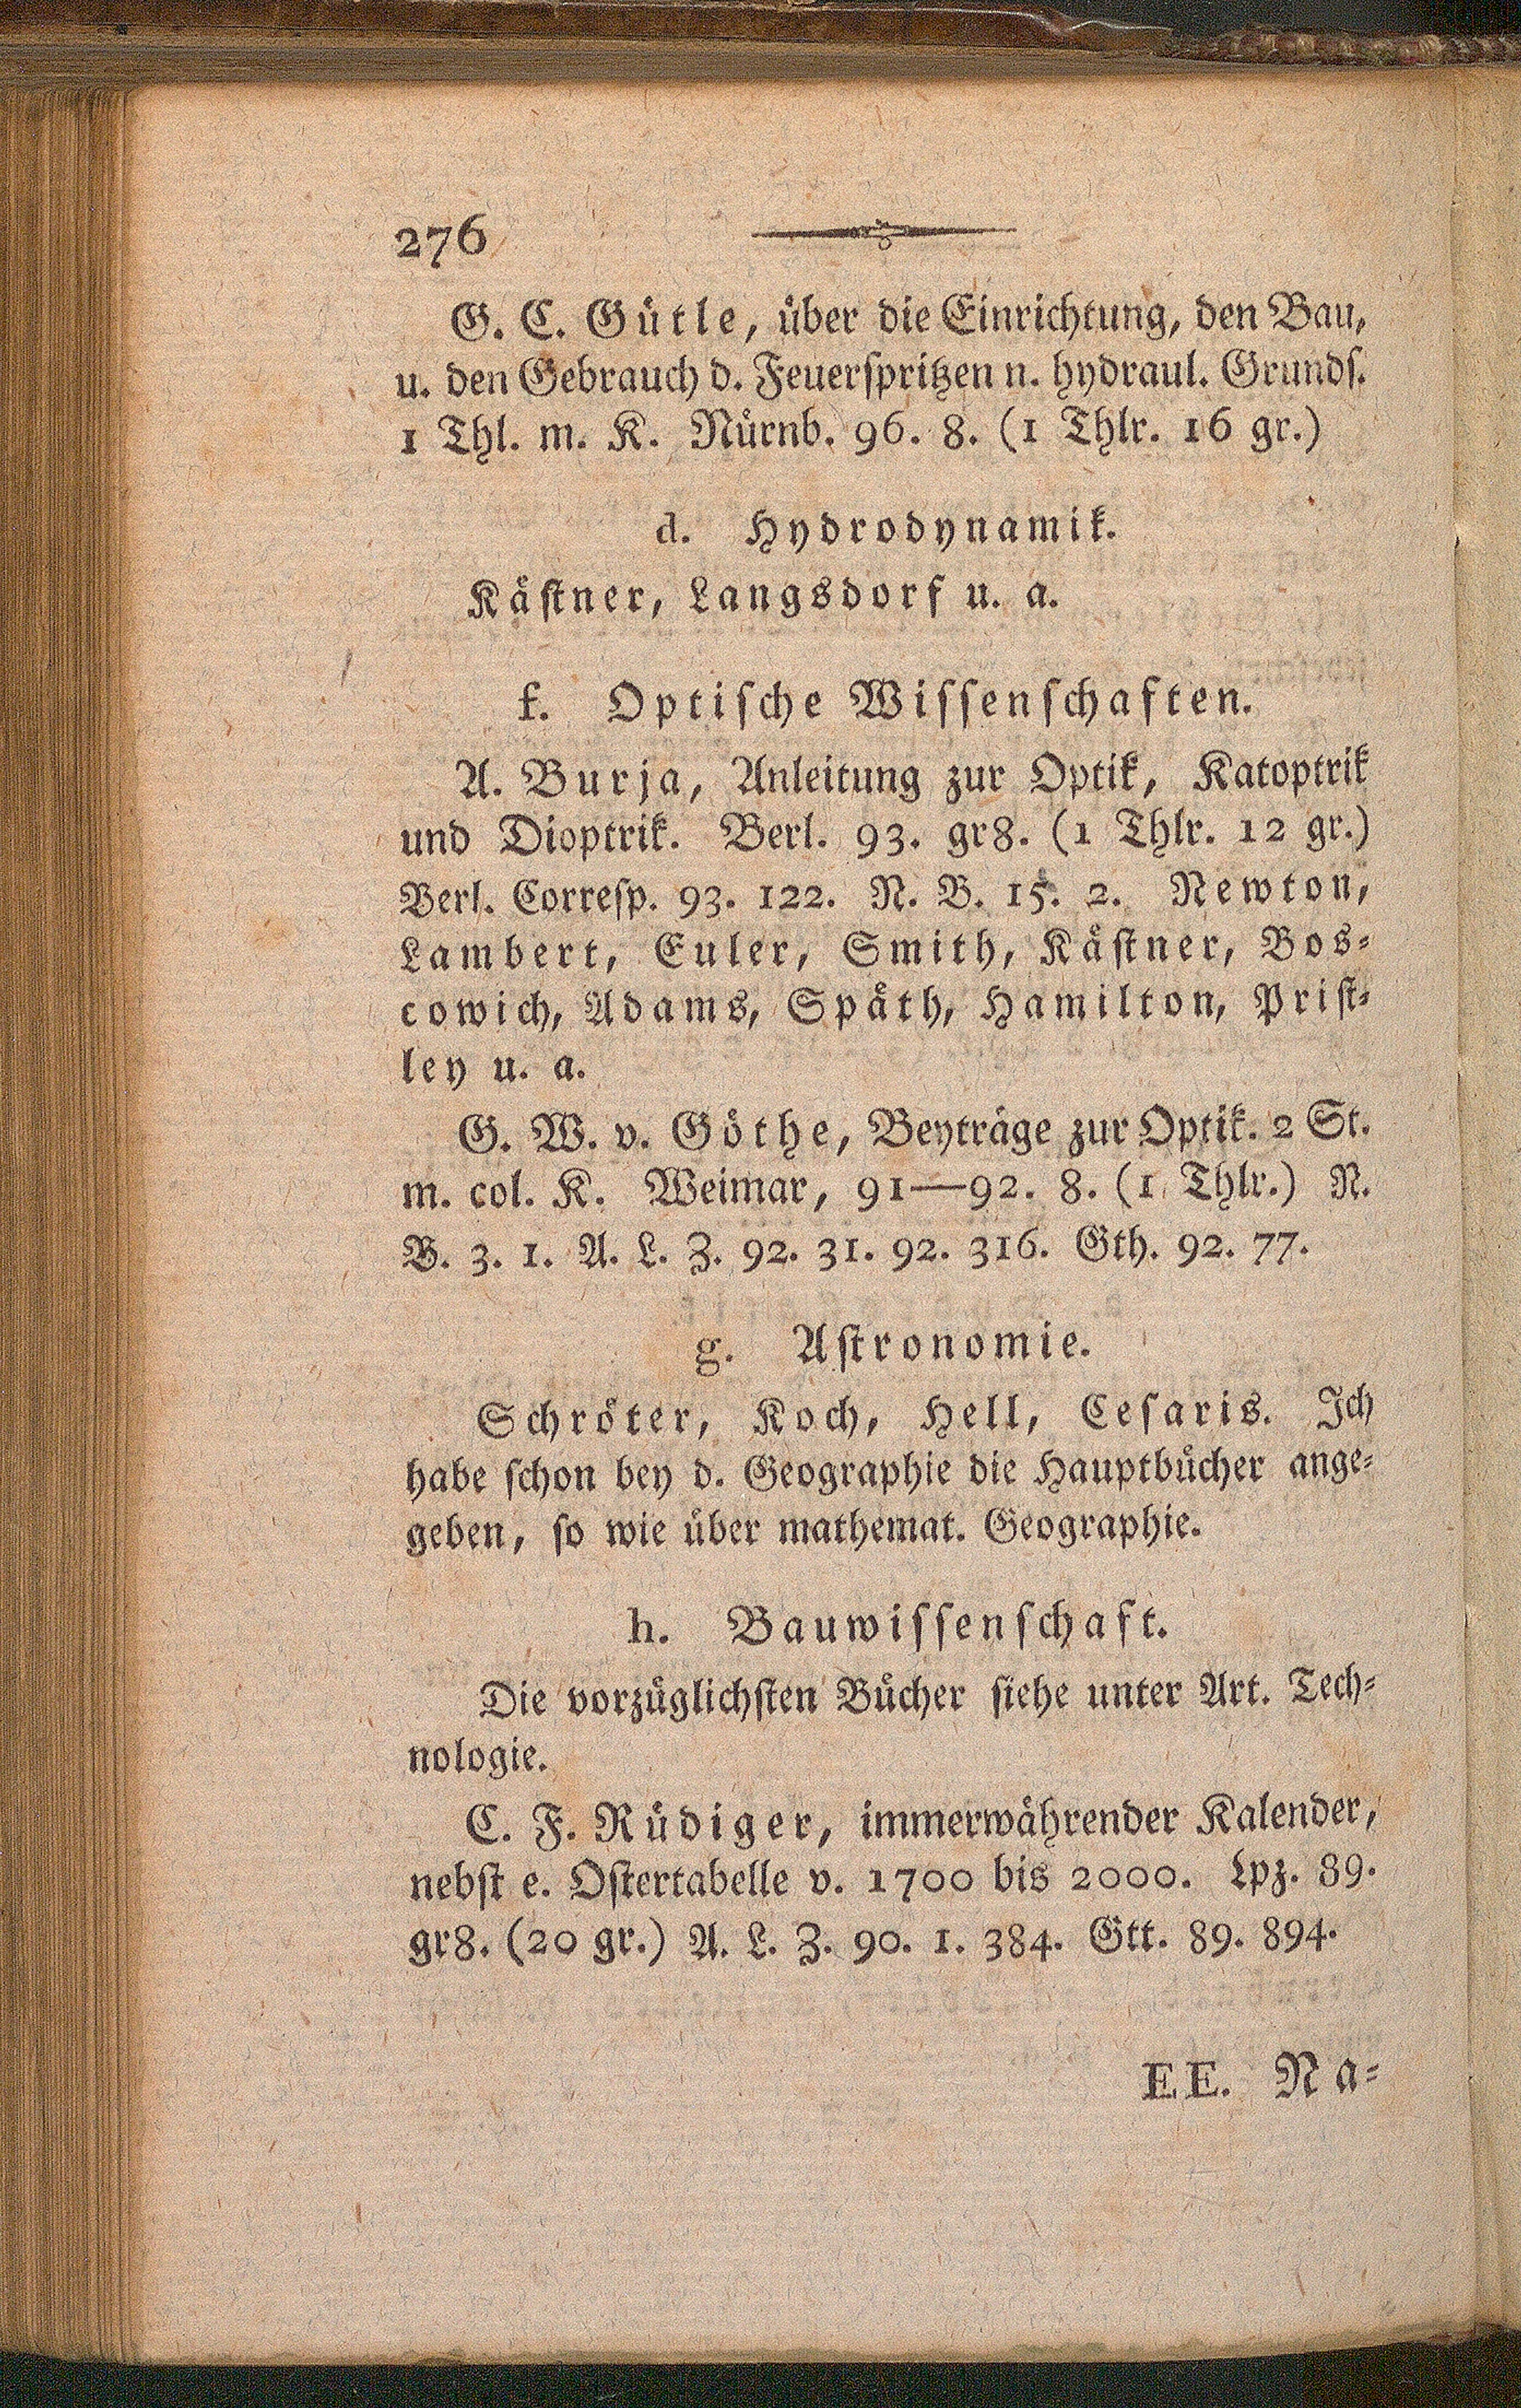 276
G. C. Gütle, über die Einrichtung, den Bau,
u. den Gebrauch d. Feuerspritzen n. hydraul. Grunds.
1 Thl. m. K. Nürnb. 96. 8. (1 Thlr. 16 gr.)
d. Hydrodynamik.
Kästner, Langsdorf u. a.
f. Optische Wissenschaften.
A. Burja, Anleitung zur Optik, Katoptrik
und Dioptrik. Berl. 93. gr8. (1 Thlr. 12 gr.)
Berl. Corresp. 93. 122. N. B. 15. 2. Newton,
Lambert, Euler, Smith, Kästner, Bos-
cowich, Adams, Späth, Hamilton, Prist-
ley u. a.
G. W. v. Göthe, Beyträge zur Optik. 2 St.
m. col. K. Weimar, 91—92. 8. (1 Thlr.) N.
B. 3. 1. A. L. Z. 92. 31. 92. 316. Gth. 92. 77.
g. Astronomie.
Schröter, Koch, Hell, Cesaris. Ich
habe schon bey d. Geographie die Hauptbücher ange-
geben, so wie über mathemat. Geographie.
h. Bauwissenschaft.
Die vorzüglichsten Bücher siehe unter Art. Tech-
nologie.
C. F. Rüdiger, immerwährender Kalender,
nebst e. Ostertabelle v. 1700 bis 2000. Lpz. 89.
gr8. (20 gr.) A. L. Z. 90. 1. 384. Gtt. 89. 894.
EE. Na-